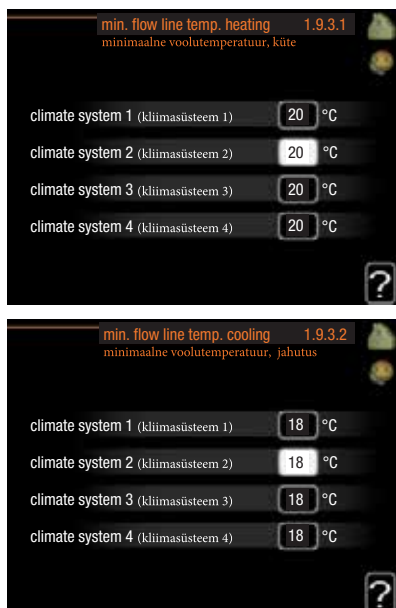 min. flow line temp. heating 1.9.3.1
minimaalne voolutemperatuur, küte
climate system 1 (kliimasüsteem 1) 20 °C
climate system 2 (kliimasüsteem 2) 20 °C
climate system 3 (kliimasüsteem 3) 20 °C
climate system 4 (kliimasüsteem 4) 20 °C
?
min. flow line temp. cooling 1.9.3.2
minimaalne voolutemperatuur, jahutus
climate system 1 (kliimasüsteem 1) 18 °C
climate system 2 (kliimasüsteem 2) 18 °C
climate system 3 (kliimasüsteem 3) 18 °C
climate system 4 (kliimasüsteem 4) 18 °C
?